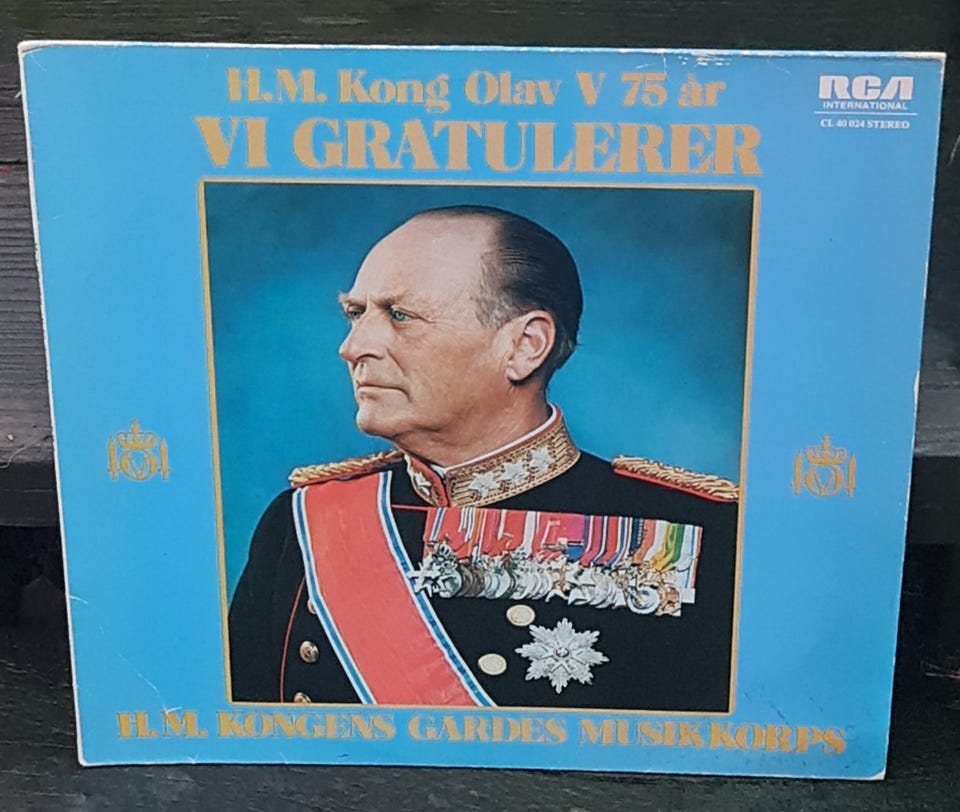 H.M. Kong Olav V 75 år
VI GRATULERER
RCA
INTERNATIONAL
CL 40 024 STEREO
H.M. KONGENS GARDES MUSIKKORPS